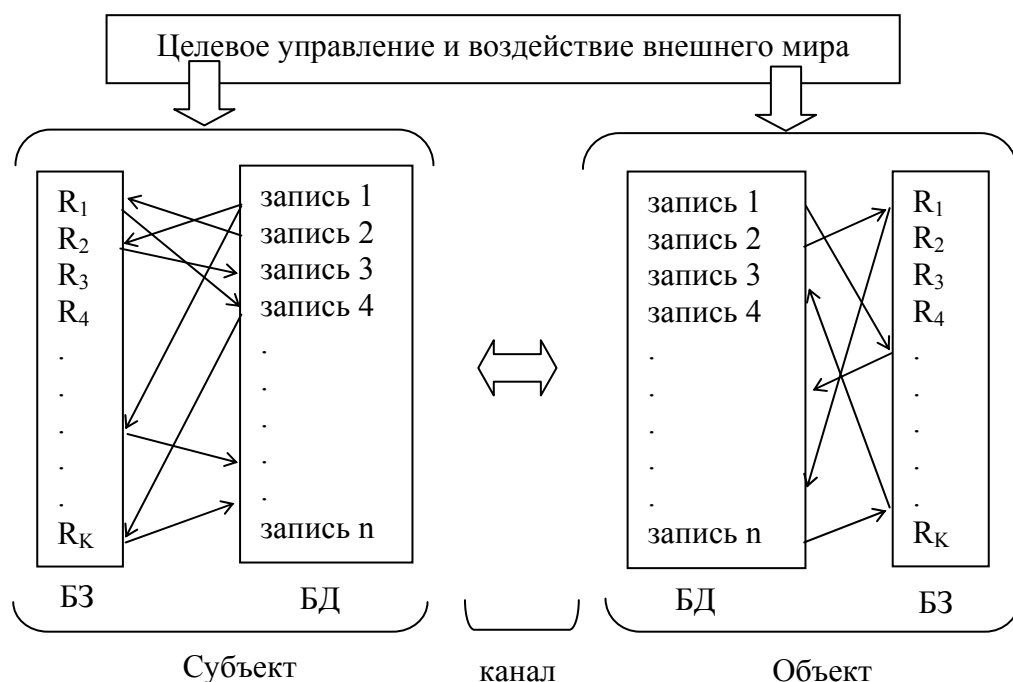 Целевое управление и воздействие внешнего мира
R₁
R₂
R₃
R₄
.
.
.
.
.
R_K
БЗ
запись 1
запись 2
запись 3
запись 4
.
.
.
.
.
запись n
БД
Субъект
канал
запись 1
запись 2
запись 3
запись 4
.
.
.
.
.
запись n
БД
R₁
R₂
R₃
R₄
.
.
.
.
.
R_K
БЗ
Объект